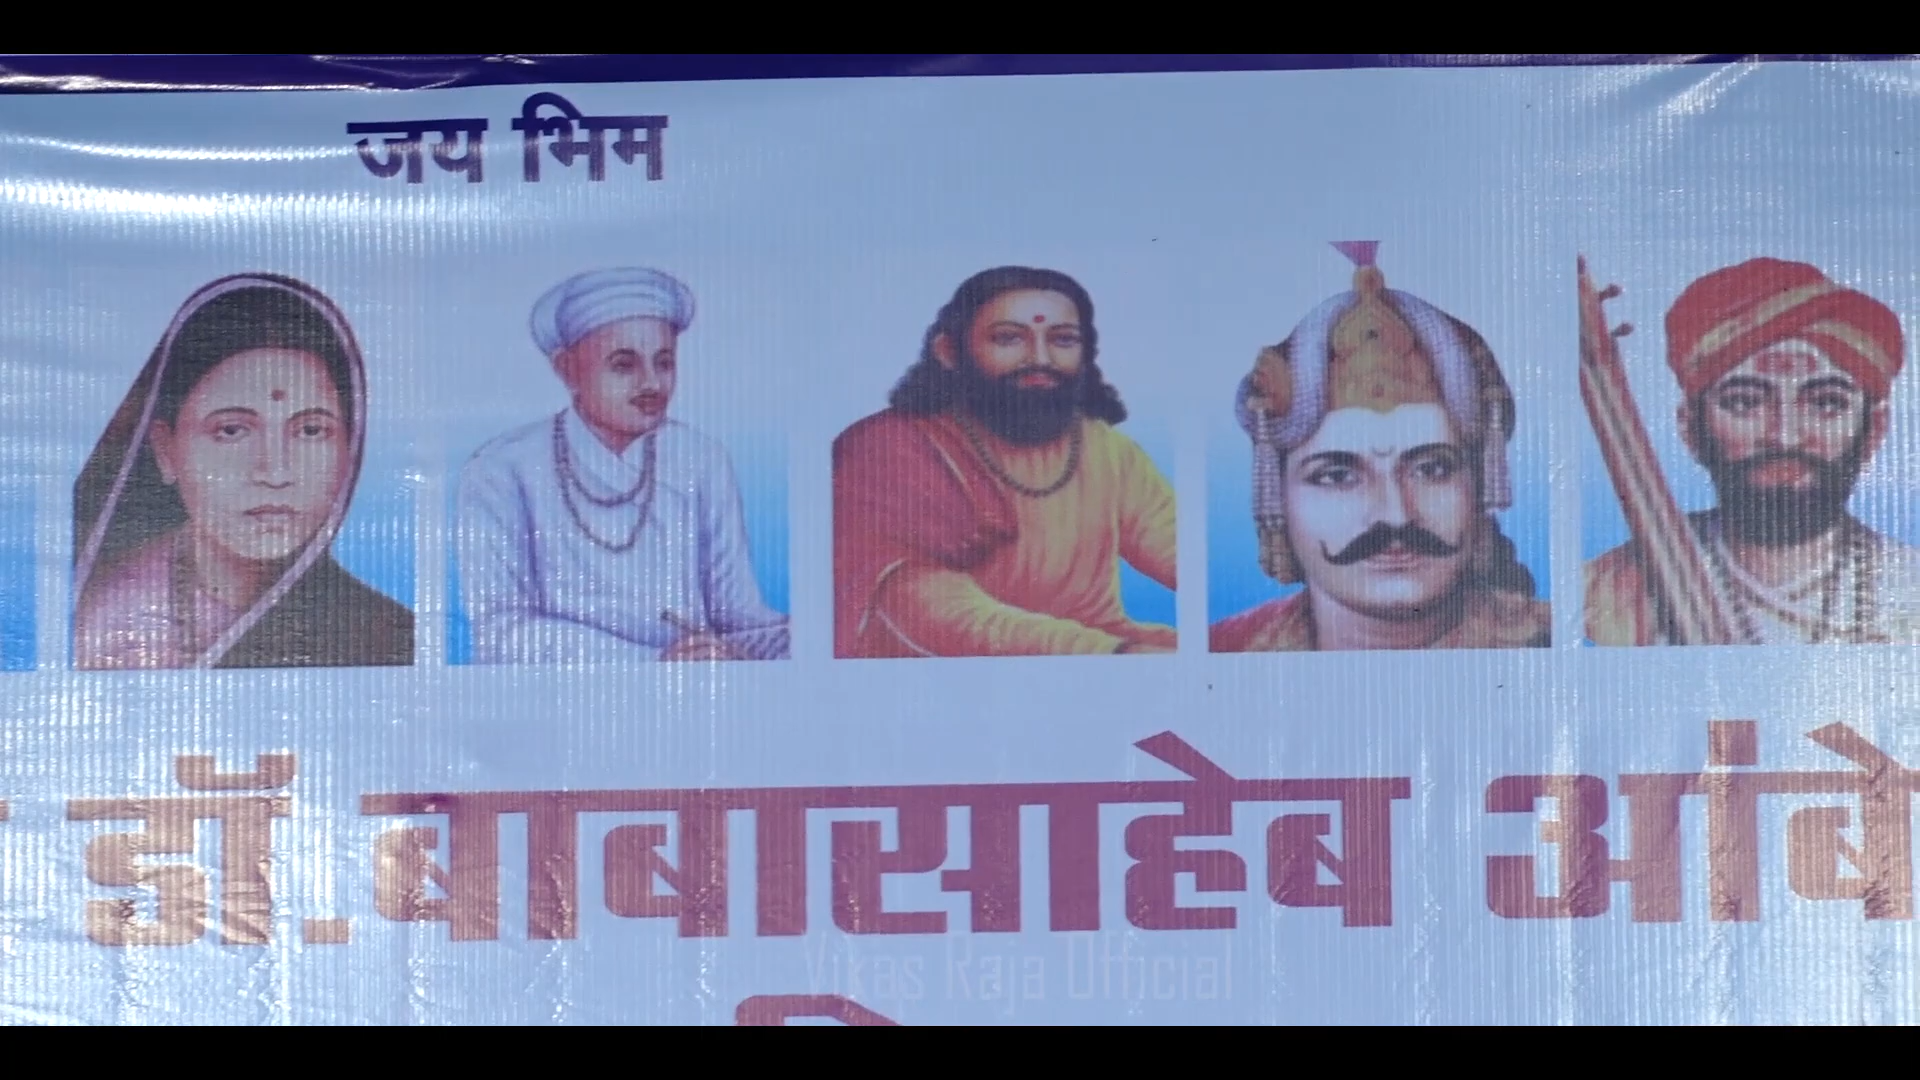 जय भिम
डॉ. बाबासाहेब आंबे
Vikas Raja Official